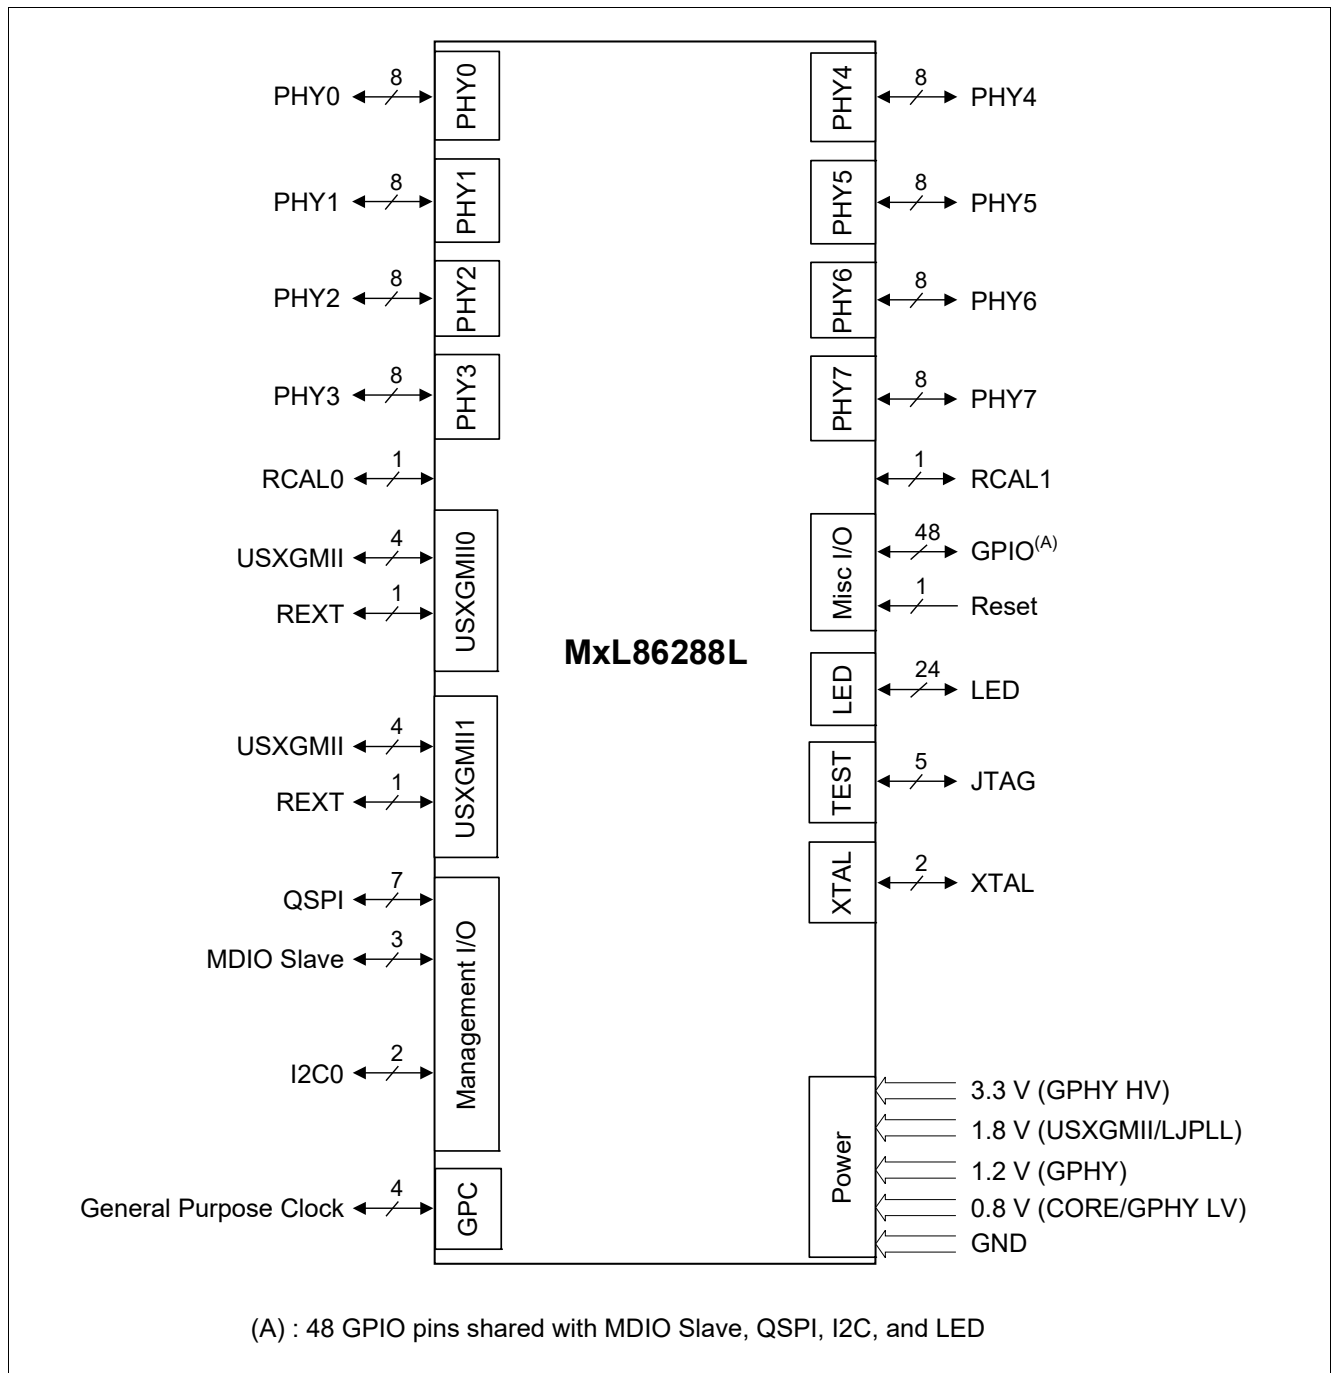 PHY0 8 PHY0
PHY4 8 PHY4
PHY1 8 PHY1
PHY5 8 PHY5
PHY2 8 PHY2
PHY6 8 PHY6
PHY3 8 PHY3
PHY7 8 PHY7
RCAL0 1
1 RCAL1
USXGMII 4
REXT 1
USXGMII0
Misc I/O
48 GPIO(A)
1 Reset
MxL86288L
LED 24 LED
USXGMII 4
REXT 1
USXGMII1
TEST 5 JTAG
XTAL 2 XTAL
QSPI 7
MDIO Slave 3
I2C0 2
Management I/O
General Purpose Clock 4 GPC
Power
3.3 V (GPHY HV)
1.8 V (USXGMII/LJPLL)
1.2 V (GPHY)
0.8 V (CORE/GPHY LV)
GND
(A) : 48 GPIO pins shared with MDIO Slave, QSPI, I2C, and LED